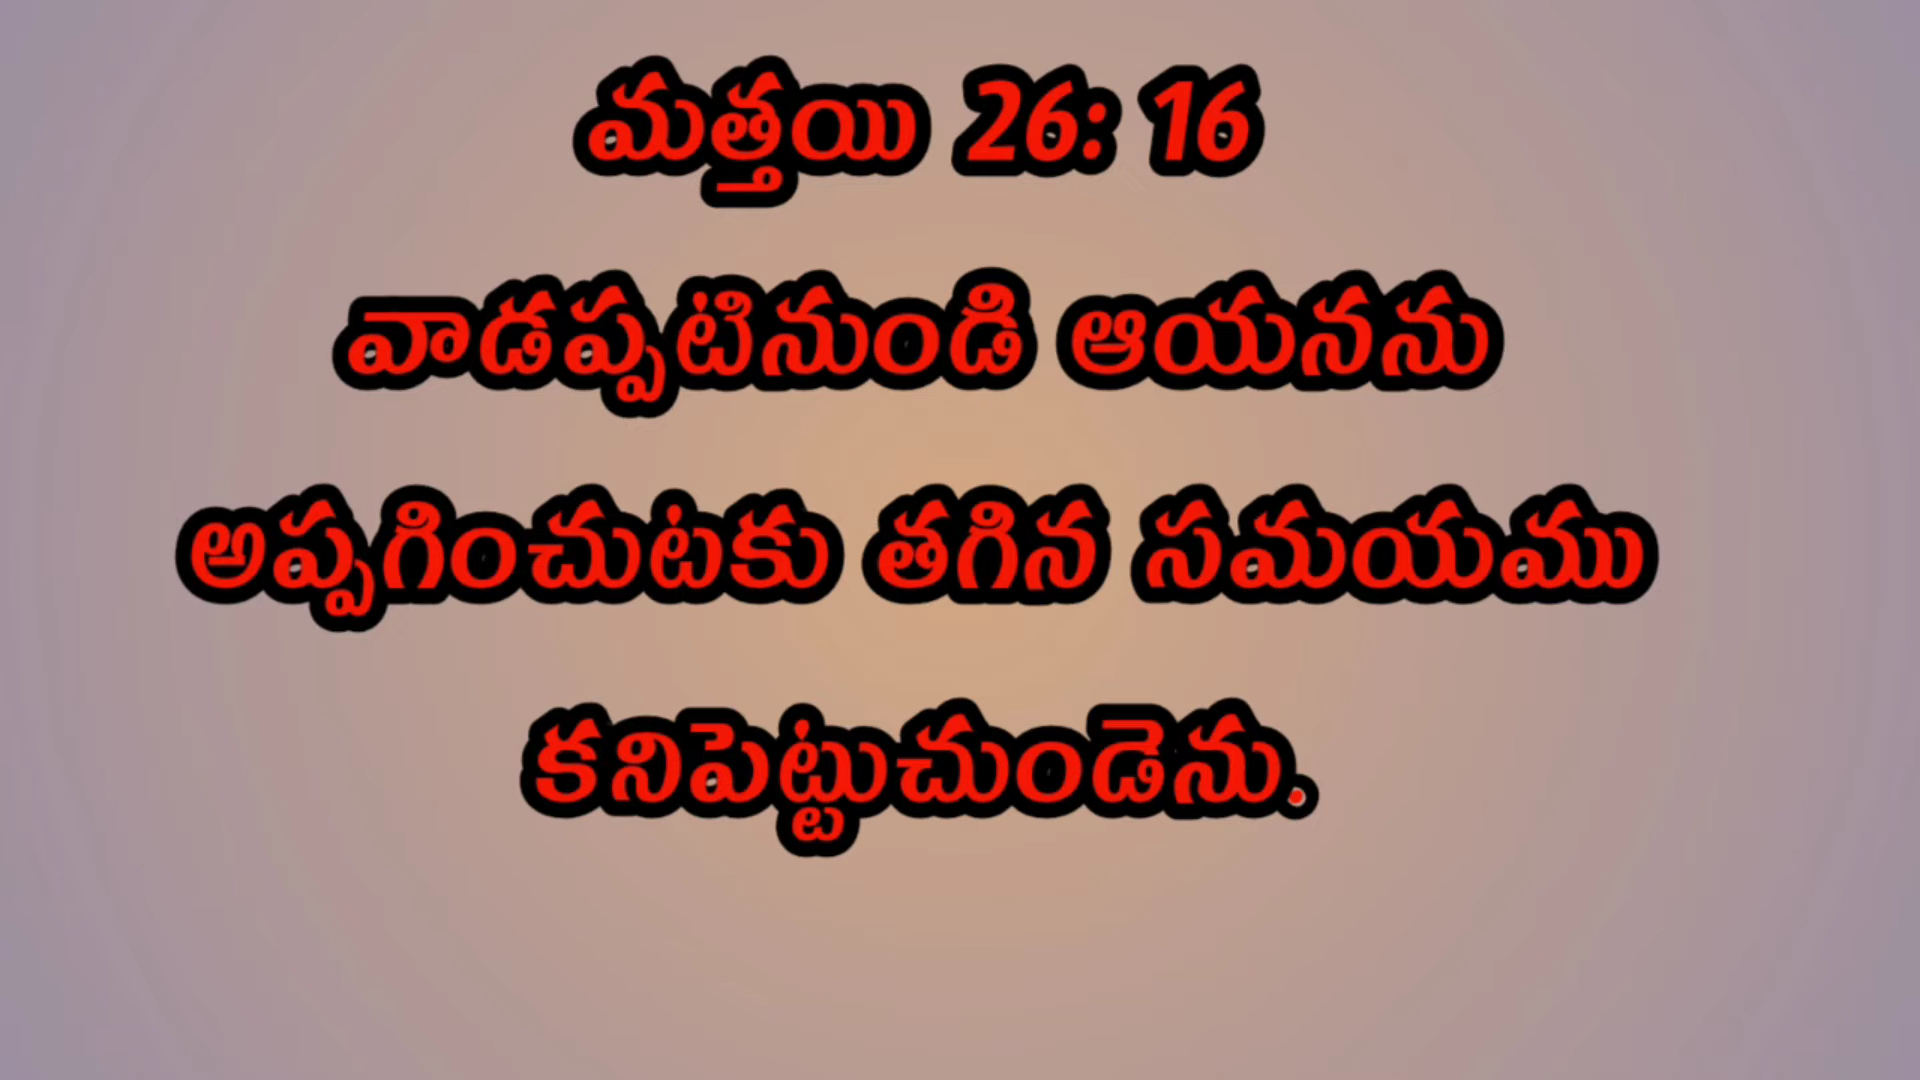 మత్తయి 26: 16
వాడప్పటినుండి ఆయనను
అప్పగించుటకు తగిన సమయము
కనిపెట్టుచుండెను.